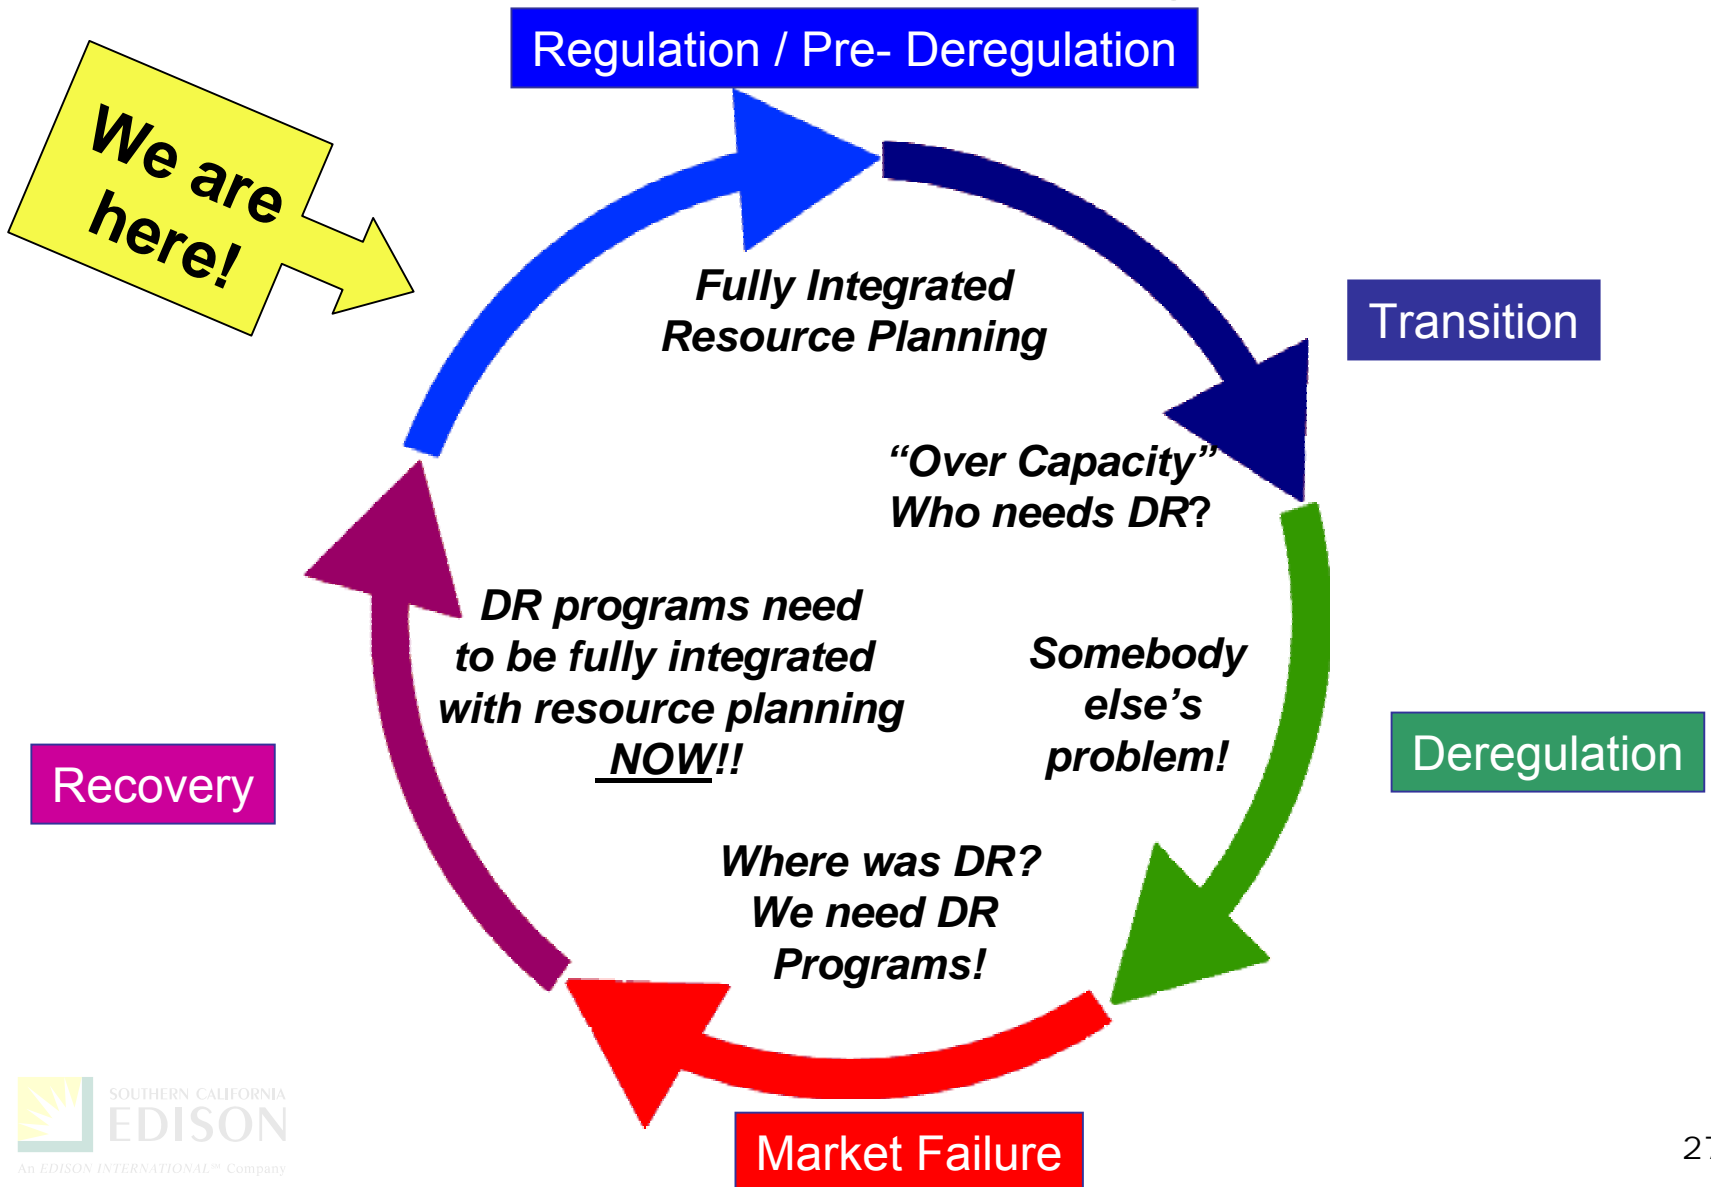 Regulation / Pre- Deregulation
We are
here!
Fully Integrated
Resource Planning
Transition
“Over Capacity”
Who needs DR?
DR programs need
to be fully integrated
with resource planning
NOW!!
Somebody
else’s
problem!
Deregulation
Recovery
Where was DR?
We need DR
Programs!
Market Failure
SOUTHERN CALIFORNIA
EDISON
An EDISON INTERNATIONAL℠ Company
27